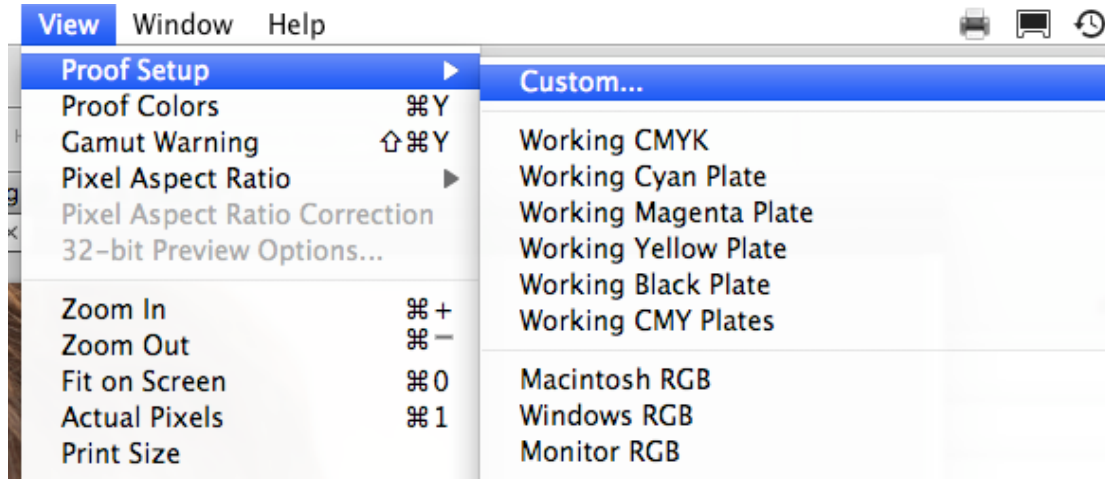 View Window Help
Proof Setup ▶
Proof Colors ⌘Y
Gamut Warning ⇧⌘Y
Pixel Aspect Ratio ▶
Pixel Aspect Ratio Correction
32-bit Preview Options...
Zoom In ⌘+
Zoom Out ⌘−
Fit on Screen ⌘0
Actual Pixels ⌘1
Print Size
Custom...
Working CMYK
Working Cyan Plate
Working Magenta Plate
Working Yellow Plate
Working Black Plate
Working CMY Plates
Macintosh RGB
Windows RGB
Monitor RGB